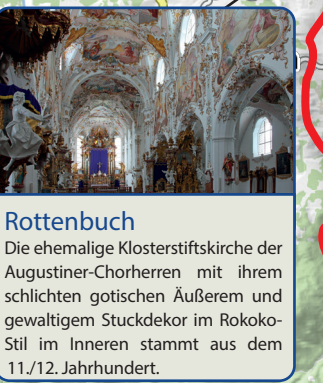 Rottenbuch
Die ehemalige Klosterstiftskirche der
Augustiner-Chorherren mit ihrem
schlichten gotischen Äußerem und
gewaltigem Stuckdekor im Rokoko-
Stil im Inneren stammt aus dem
11./12. Jahrhundert.